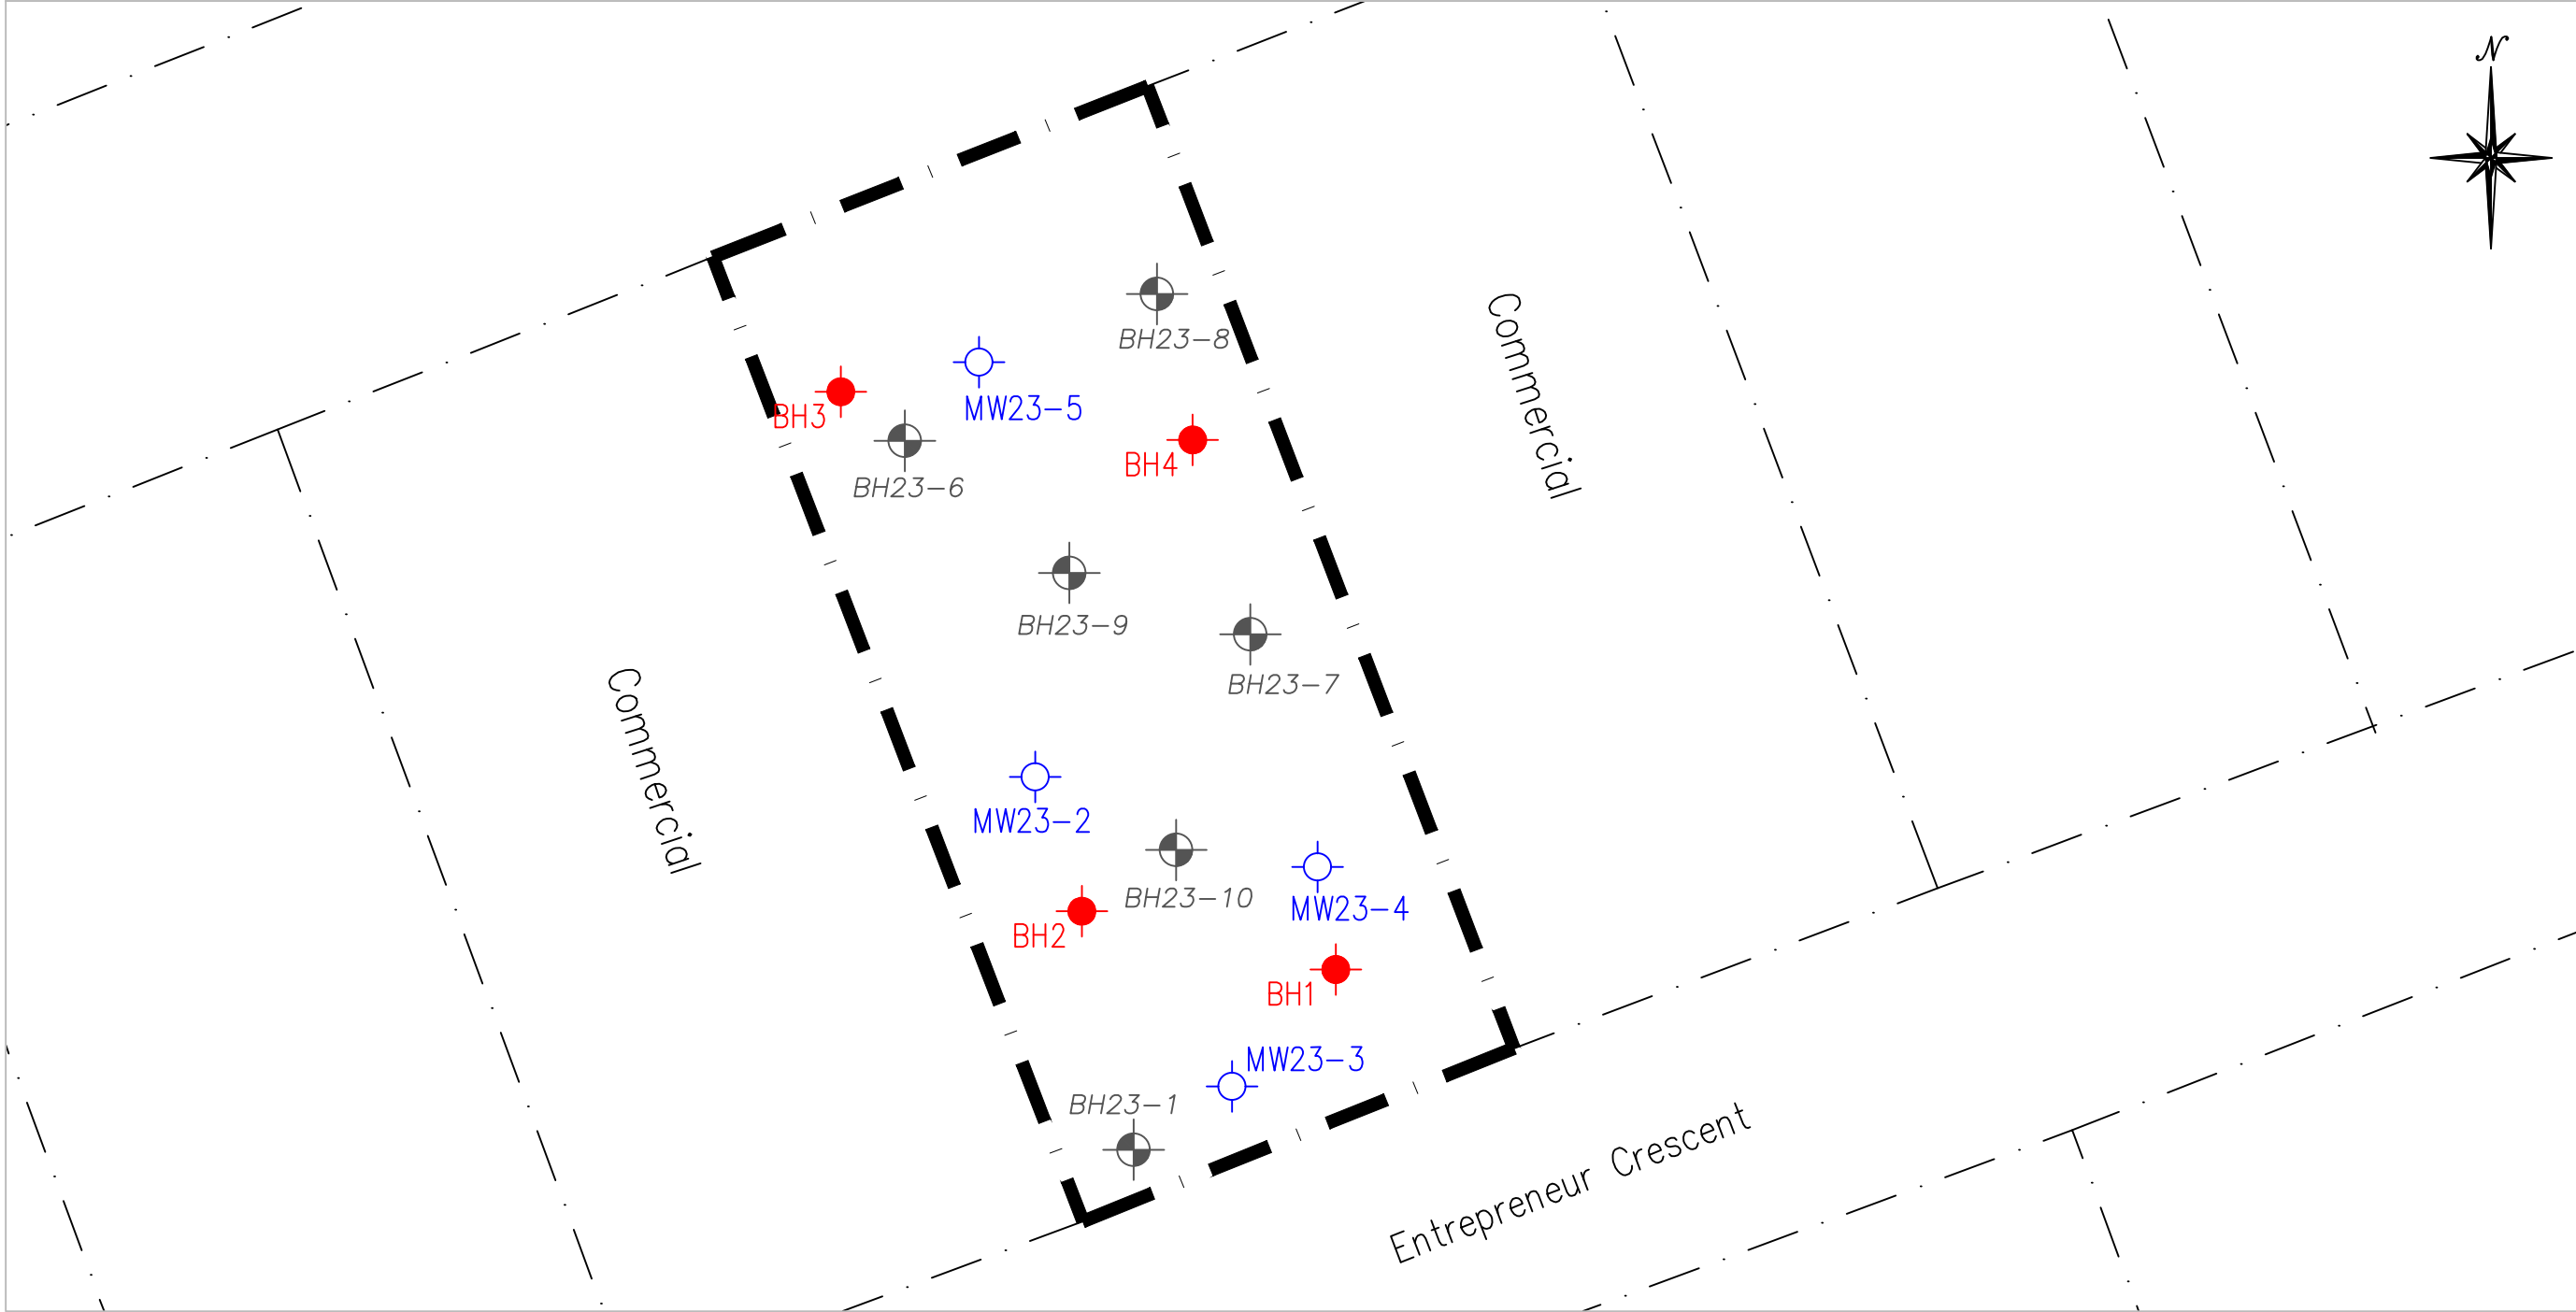 N
BH23-8
Commercial
MW23-5
BH3
BH4
BH23-6
BH23-9
BH23-7
Commercial
MW23-2
BH23-10
MW23-4
BH2
BH1
MW23-3
BH23-1
Entrepreneur Crescent